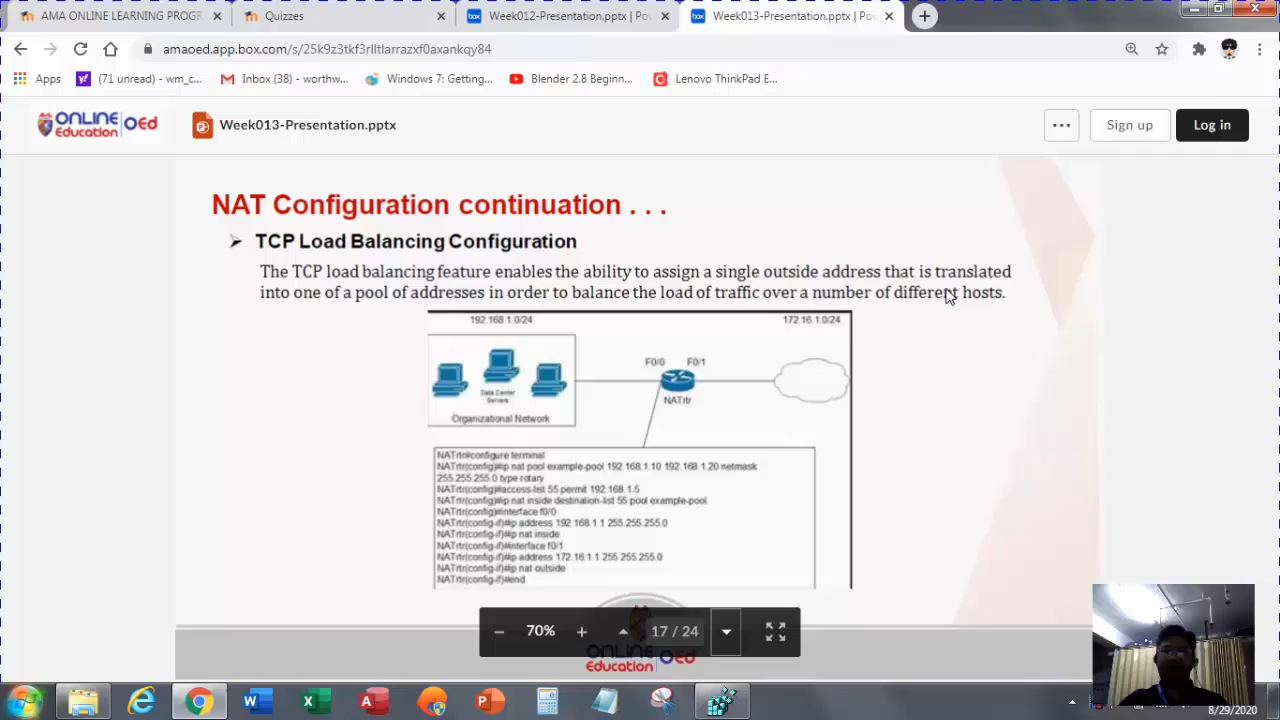 AMA ONLINE LEARNING PROG
Quizzes
Week012-Presentation.pptx | Po
Week013-Presentation.pptx | Pow
amaoed.app.box.com/s/25k9z3tkf3rlltlarrazxf0axankqy84
Apps
(71 unread) - wm_c...
Inbox (38) - worthw...
Windows 7: Getting...
Blender 2.8 Beginn...
Lenovo ThinkPad E...
ONLINE Education OEd
Week013-Presentation.pptx
Sign up
Log in
NAT Configuration continuation . . .
TCP Load Balancing Configuration
The TCP load balancing feature enables the ability to assign a single outside address that is translated
into one of a pool of addresses in order to balance the load of traffic over a number of different hosts.
192.168.1.0/24
172.16.1.0/24
F0/0
F0/1
Data Center
Servers
NATrtr
Organizational Network
NATrtr#configure terminal
NATrtr(config)#ip nat pool example-pool 192.168.1.10 192.168.1.20 netmask
255.255.255.0 type rotary
NATrtr(config)#access-list 55 permit 192.168.1.5
NATrtr(config)#ip nat inside destination-list 55 pool example-pool
NATrtr(config)#interface f0/0
NATrtr(config-if)#ip address 192.168.1.1 255.255.255.0
NATrtr(config-if)#ip nat inside
NATrtr(config-if)#interface f0/1
NATrtr(config-if)#ip address 172.16.1.1 255.255.255.0
NATrtr(config-if)#ip nat outside
NATrtr(config-if)#end
70%
17 / 24
ONLINE
Education OEd
8/29/2020